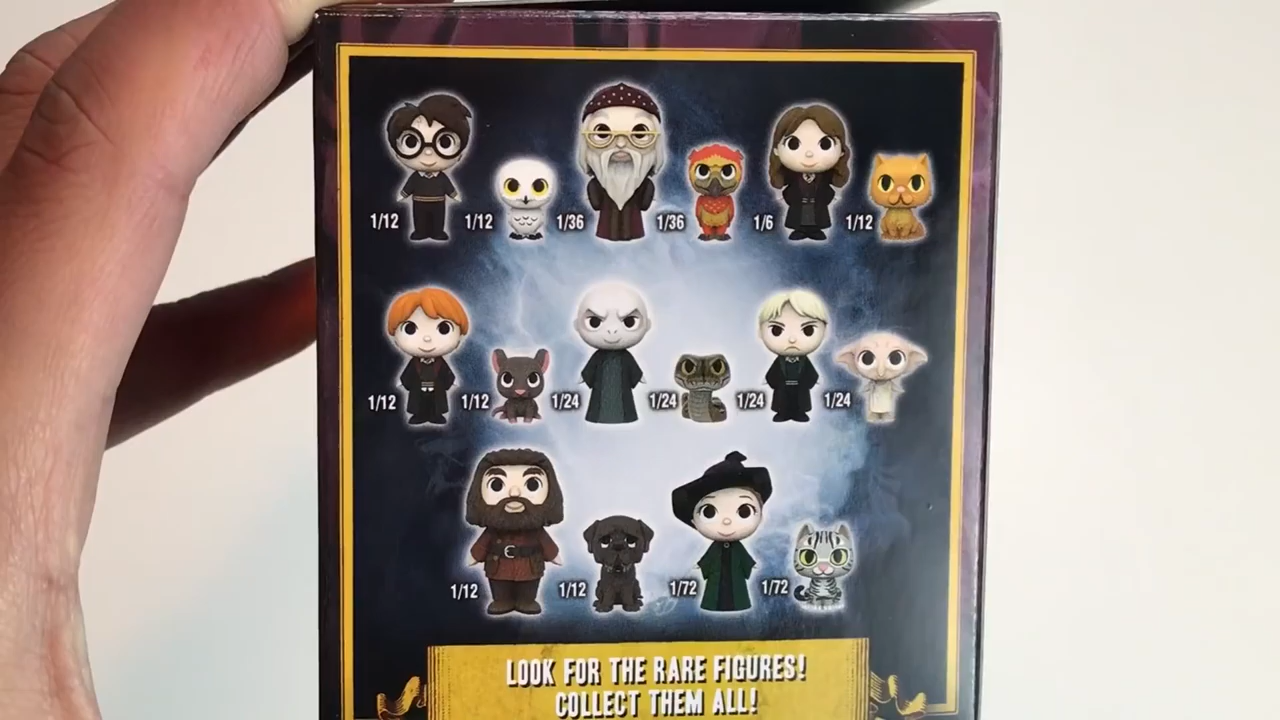 1/12 1/12 1/36 1/36 1/6 1/12
1/12 1/12 1/24 1/24 1/24 1/24
1/12 1/12 1/72 1/72
LOOK FOR THE RARE FIGURES!
COLLECT THEM ALL!